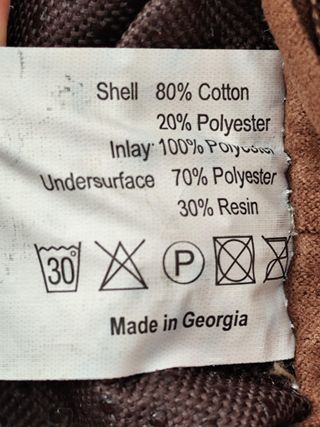 Shell 80% Cotton
20% Polyester
Inlay 100% Polyester
Undersurface 70% Polyester
30% Resin
30°
P
Made in Georgia